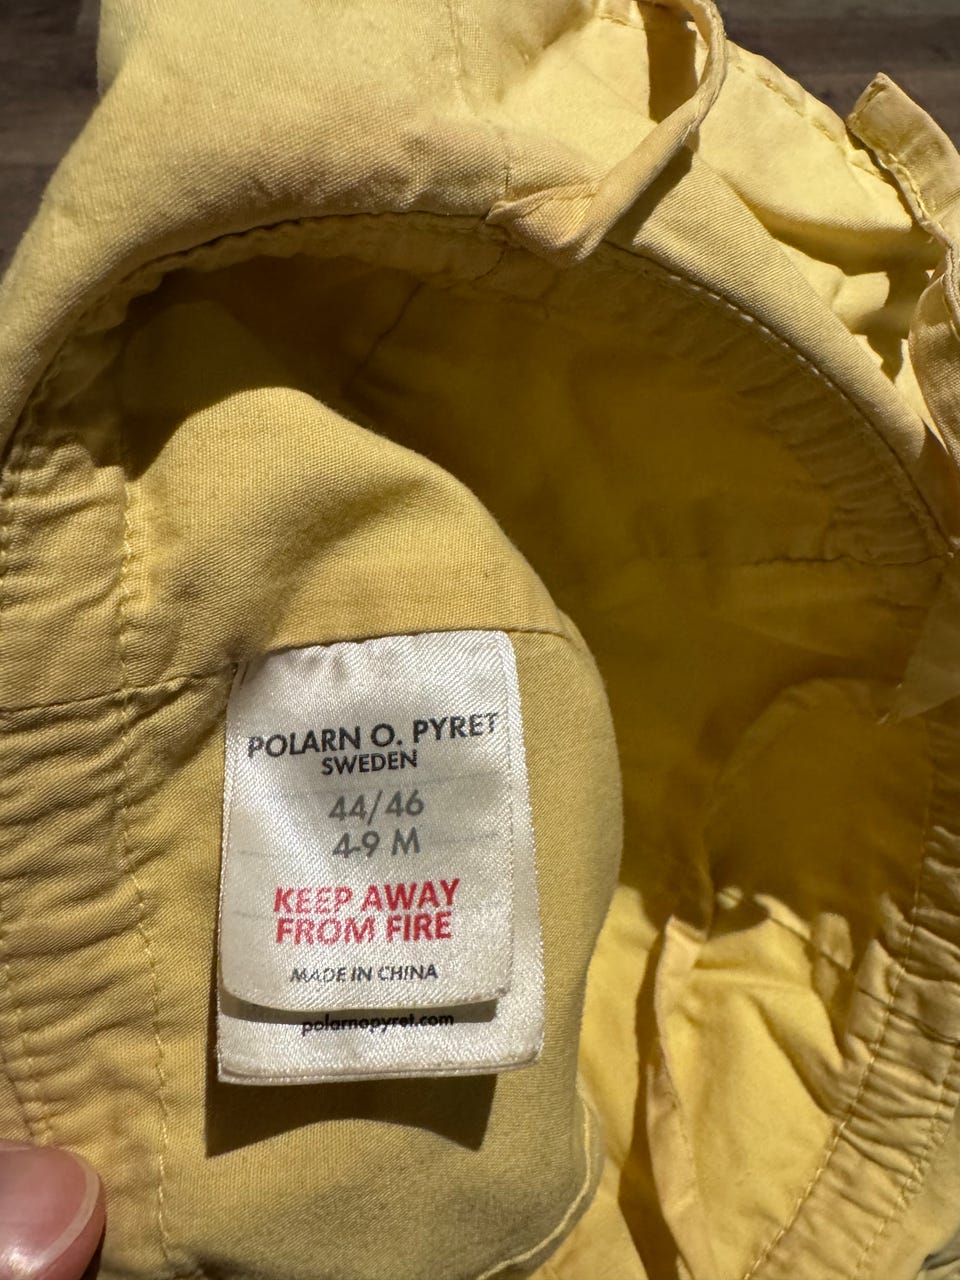 POLARN O. PYRET
SWEDEN
44/46
4-9 M
KEEP AWAY
FROM FIRE
MADE IN CHINA
polarnopyret.com